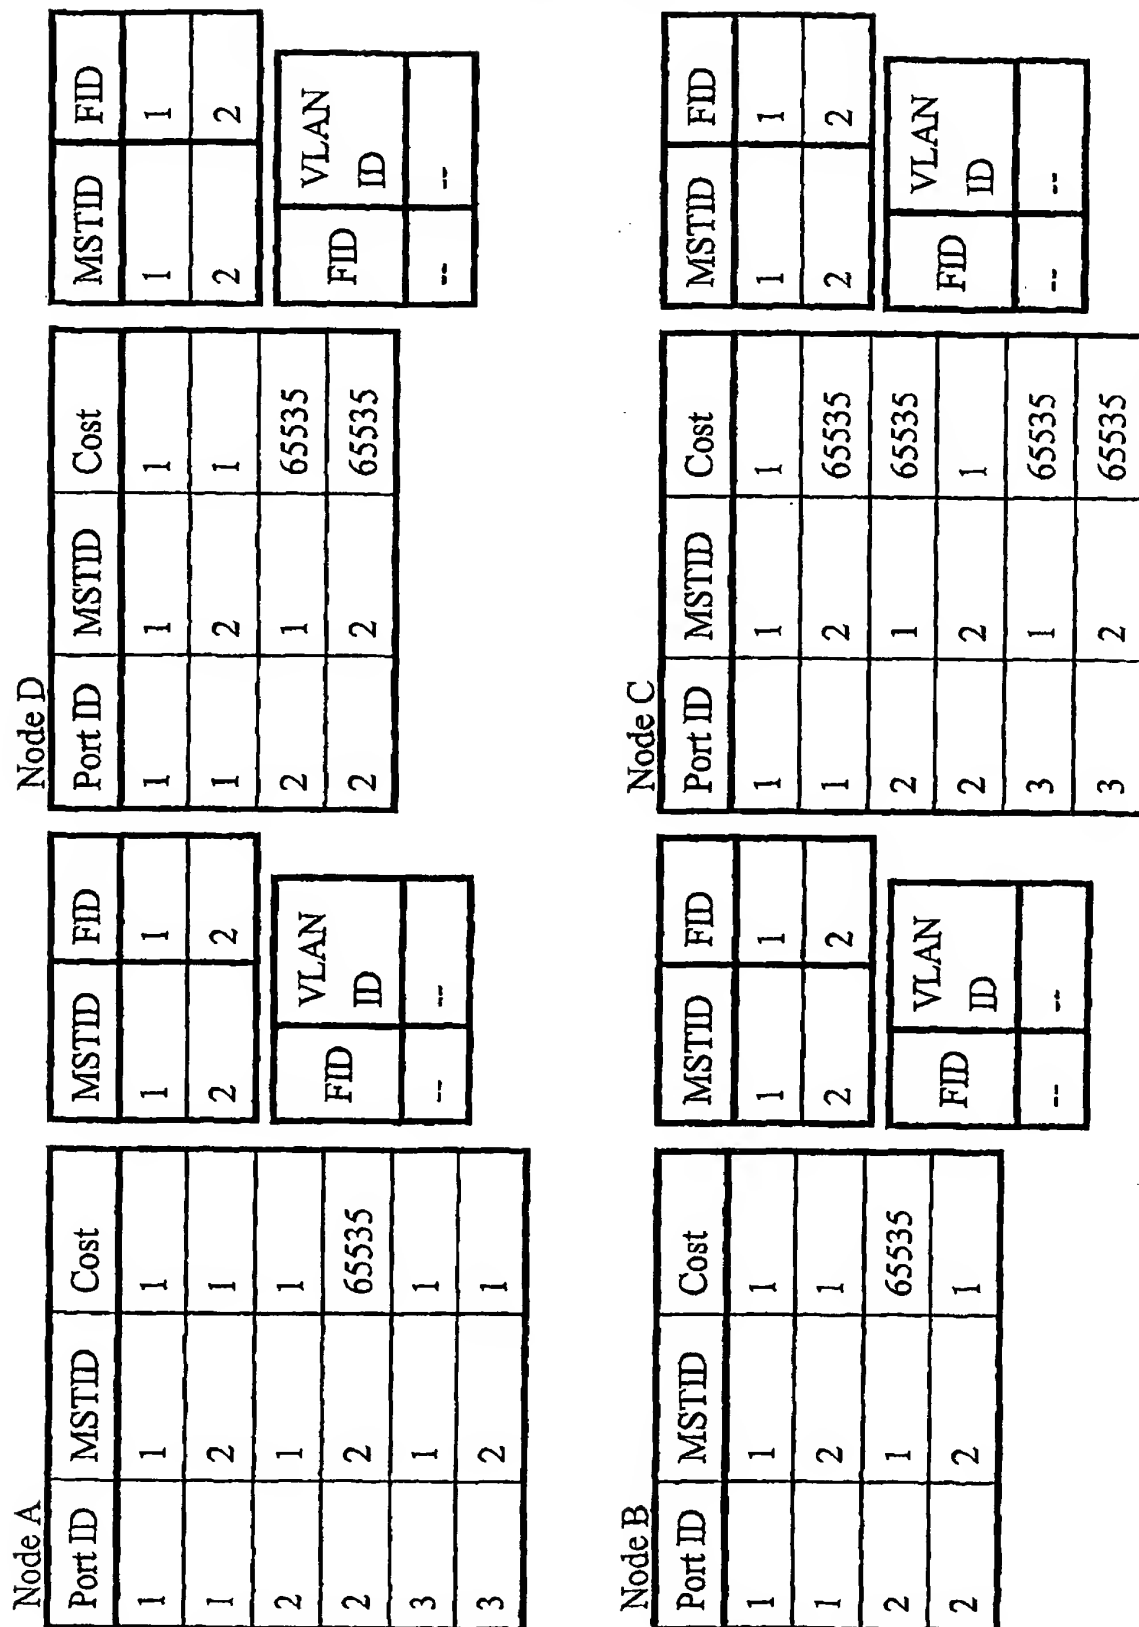 Node A
Port ID MSTID Cost
1 1 1
1 2 1
2 1 1
2 2 65535
3 1 1
3 2 1
MSTID FID
1 1
2 2
FID VLAN
ID
-- --
Node D
Port ID MSTID Cost
1 1 1
1 2 1
2 1 65535
2 2 65535
MSTID FID
1 1
2 2
FID VLAN
ID
-- --
Node B
Port ID MSTID Cost
1 1 1
1 2 1
2 1 65535
2 2 1
MSTID FID
1 1
2 2
FID VLAN
ID
-- --
Node C
Port ID MSTID Cost
1 1 1
1 2 65535
2 1 65535
2 2 1
3 1 65535
3 2 65535
MSTID FID
1 1
2 2
FID VLAN
ID
-- --